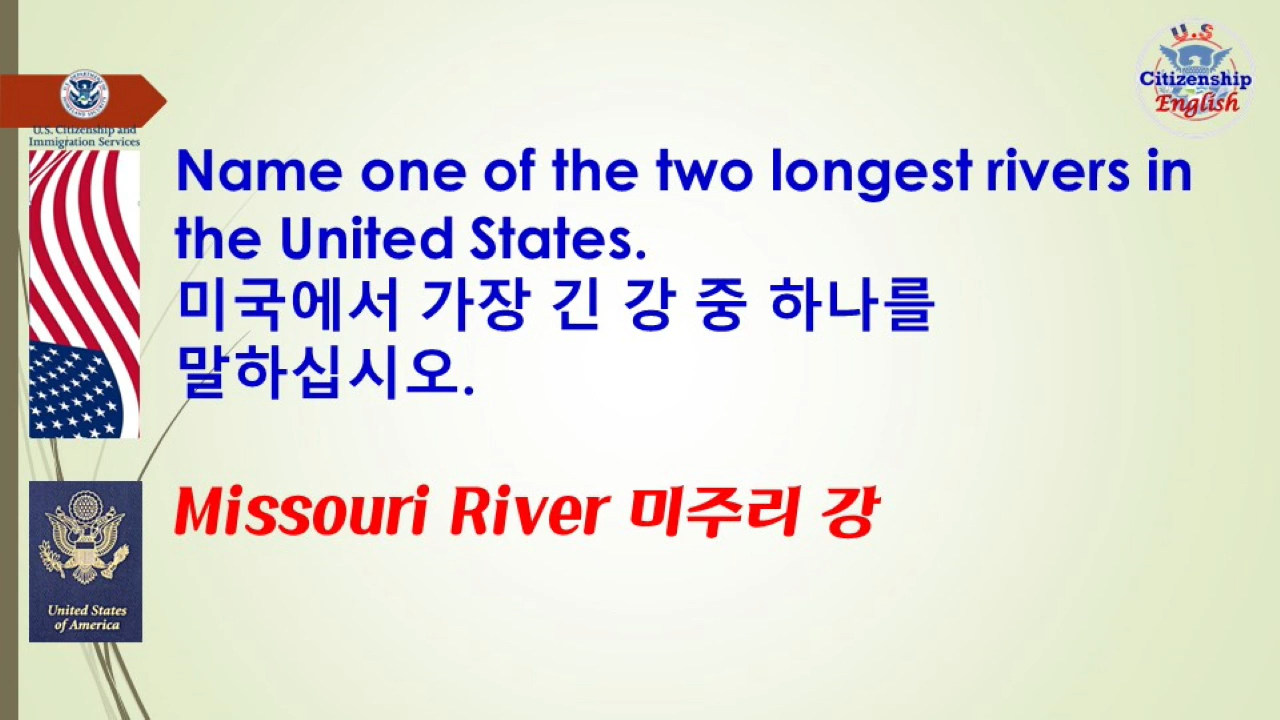 U.S
Citizenship
English
U.S. Citizenship and
Immigration Services
Name one of the two longest rivers in
the United States.
미국에서 가장 긴 강 중 하나를
말하십시오.
Missouri River 미주리 강
United States
of America